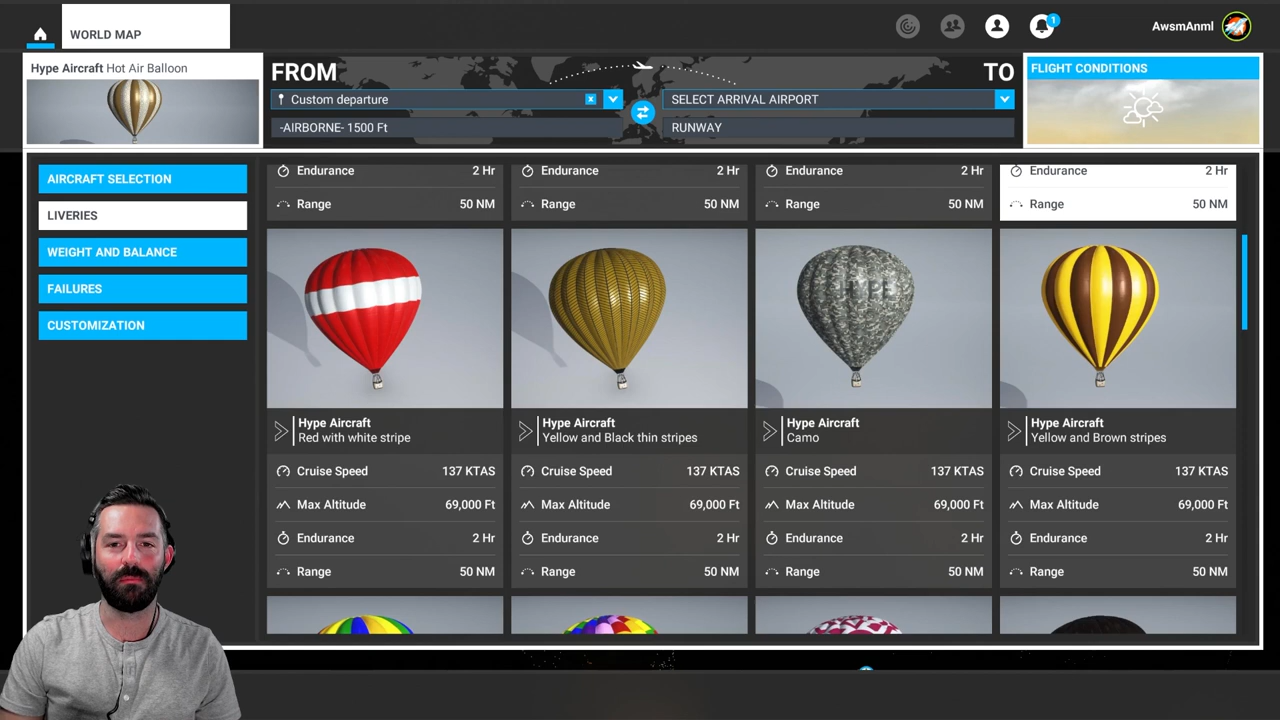 WORLD MAP
1
AwsmAnml
Hype Aircraft Hot Air Balloon
FROM
TO
FLIGHT CONDITIONS
Custom departure
x
SELECT ARRIVAL AIRPORT
-AIRBORNE- 1500 Ft
RUNWAY
AIRCRAFT SELECTION
LIVERIES
WEIGHT AND BALANCE
FAILURES
CUSTOMIZATION
Endurance 2 Hr
Range 50 NM
Endurance 2 Hr
Range 50 NM
Endurance 2 Hr
Range 50 NM
Endurance 2 Hr
Range 50 NM
Hype Aircraft
Red with white stripe
Cruise Speed 137 KTAS
Max Altitude 69,000 Ft
Endurance 2 Hr
Range 50 NM
Hype Aircraft
Yellow and Black thin stripes
Cruise Speed 137 KTAS
Max Altitude 69,000 Ft
Endurance 2 Hr
Range 50 NM
HYPE
Hype Aircraft
Camo
Cruise Speed 137 KTAS
Max Altitude 69,000 Ft
Endurance 2 Hr
Range 50 NM
Hype Aircraft
Yellow and Brown stripes
Cruise Speed 137 KTAS
Max Altitude 69,000 Ft
Endurance 2 Hr
Range 50 NM